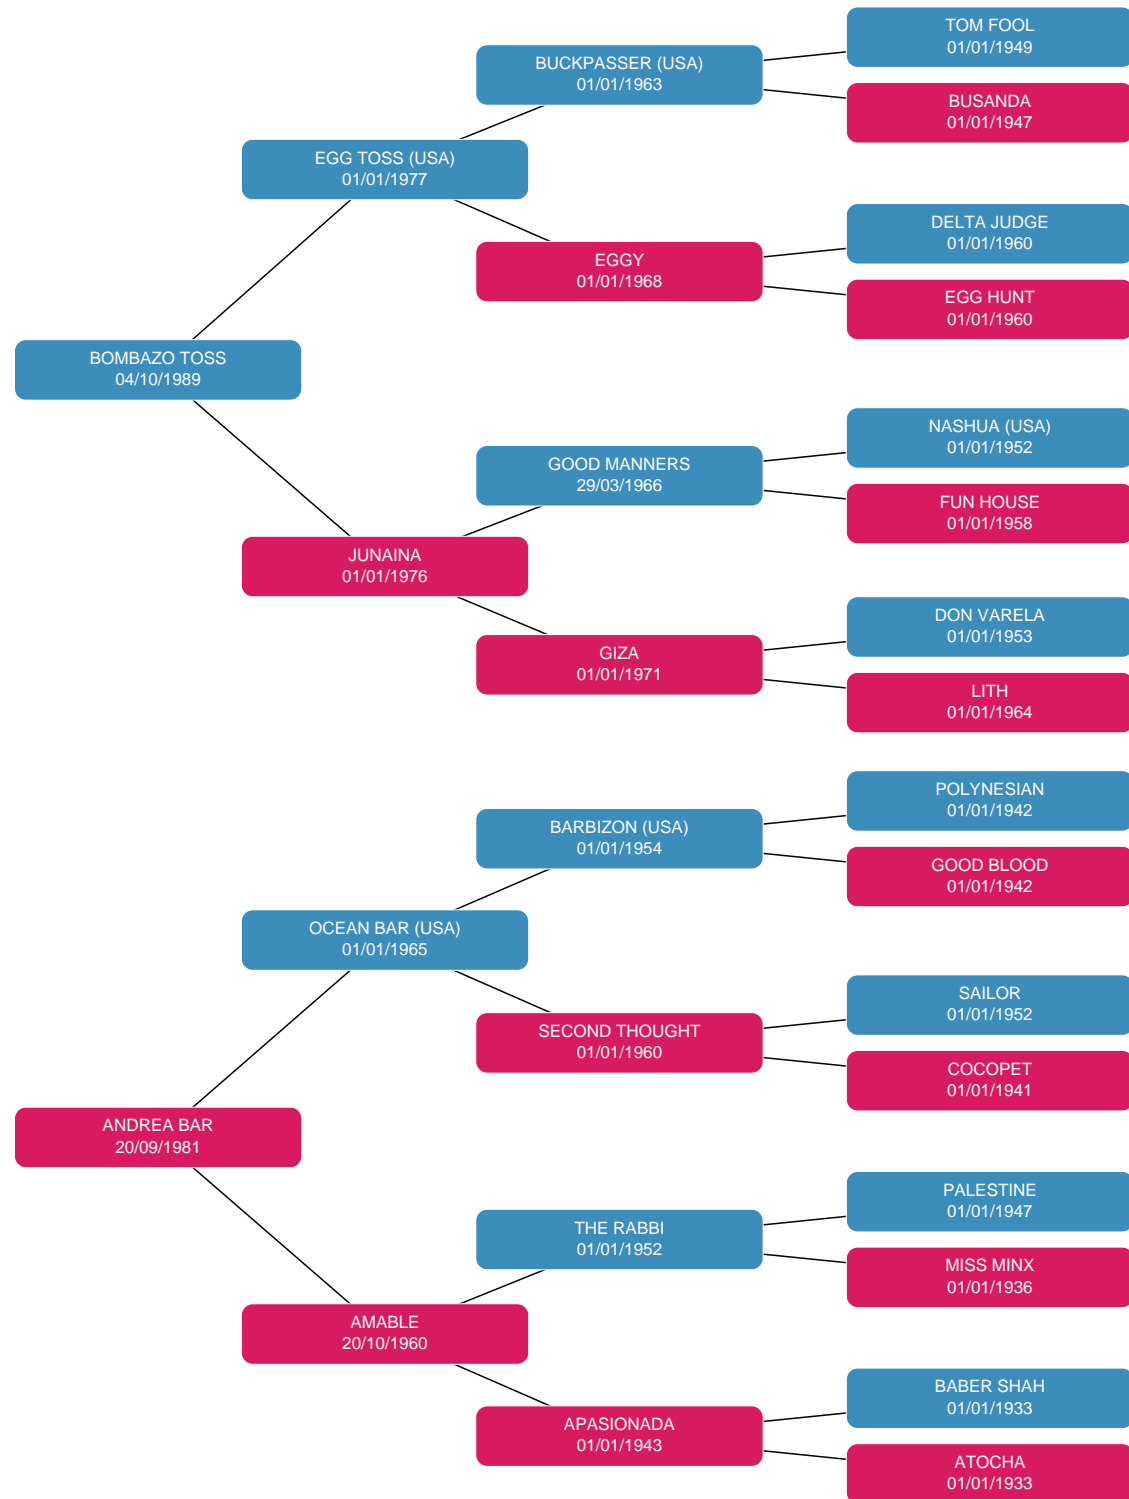 TOM FOOL
01/01/1949
BUCKPASSER (USA)
01/01/1963
BUSANDA
01/01/1947
EGG TOSS (USA)
01/01/1977
DELTA JUDGE
01/01/1960
EGGY
01/01/1968
EGG HUNT
01/01/1960
BOMBAZO TOSS
04/10/1989
NASHUA (USA)
01/01/1952
GOOD MANNERS
29/03/1966
FUN HOUSE
01/01/1958
JUNAINA
01/01/1976
DON VARELA
01/01/1953
GIZA
01/01/1971
LITH
01/01/1964
POLYNESIAN
01/01/1942
BARBIZON (USA)
01/01/1954
GOOD BLOOD
01/01/1942
OCEAN BAR (USA)
01/01/1965
SAILOR
01/01/1952
SECOND THOUGHT
01/01/1960
COCOPET
01/01/1941
ANDREA BAR
20/09/1981
PALESTINE
01/01/1947
THE RABBI
01/01/1952
MISS MINX
01/01/1936
AMABLE
20/10/1960
BABER SHAH
01/01/1933
APASIONADA
01/01/1943
ATOCHA
01/01/1933